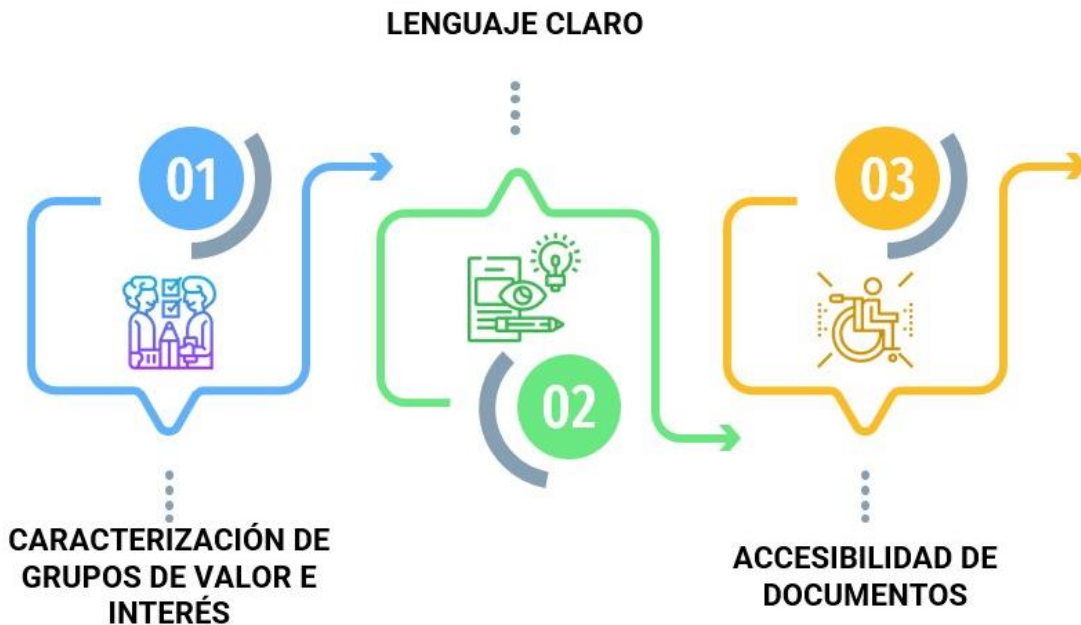 LENGUAJE CLARO
01
02
03
CARACTERIZACIÓN DE
GRUPOS DE VALOR E
INTERÉS
ACCESIBILIDAD DE
DOCUMENTOS